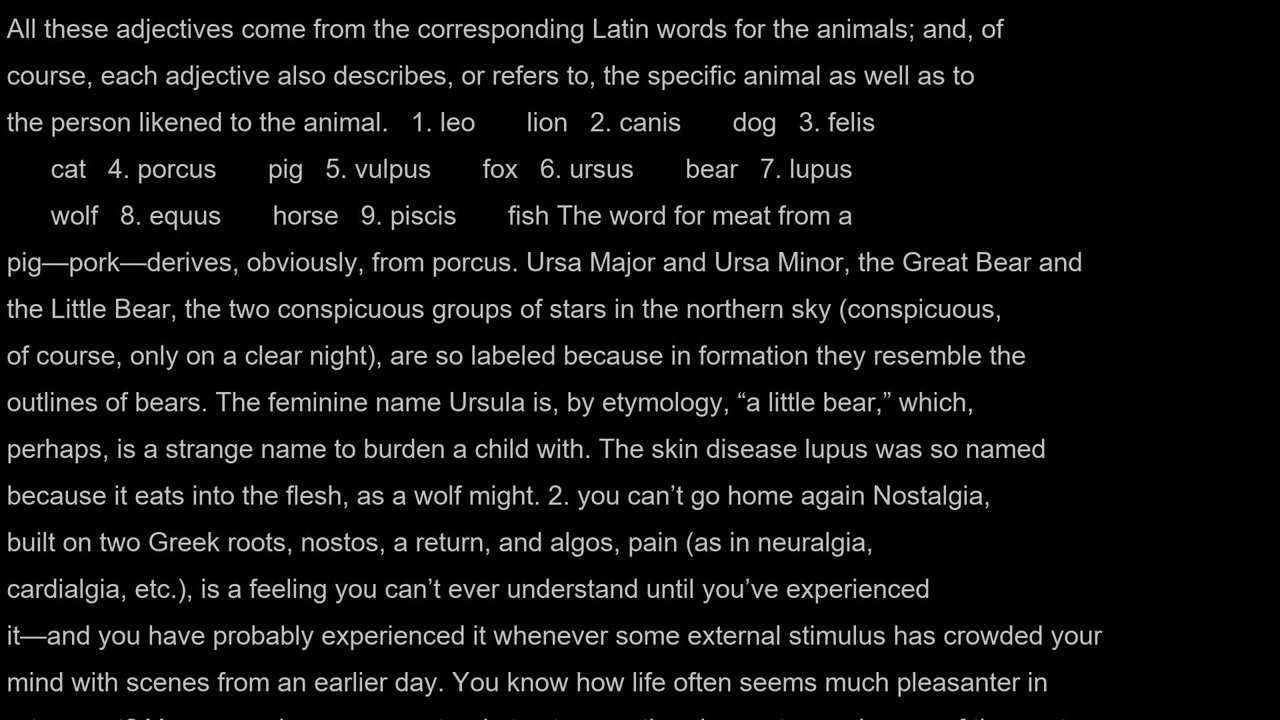 All these adjectives come from the corresponding Latin words for the animals; and, of
course, each adjective also describes, or refers to, the specific animal as well as to
the person likened to the animal. 1. leo lion 2. canis dog 3. felis
cat 4. porcus pig 5. vulpus fox 6. ursus bear 7. lupus
wolf 8. equus horse 9. piscis fish The word for meat from a
pig—pork—derives, obviously, from porcus. Ursa Major and Ursa Minor, the Great Bear and
the Little Bear, the two conspicuous groups of stars in the northern sky (conspicuous,
of course, only on a clear night), are so labeled because in formation they resemble the
outlines of bears. The feminine name Ursula is, by etymology, “a little bear,” which,
perhaps, is a strange name to burden a child with. The skin disease lupus was so named
because it eats into the flesh, as a wolf might. 2. you can’t go home again Nostalgia,
built on two Greek roots, nostos, a return, and algos, pain (as in neuralgia,
cardialgia, etc.), is a feeling you can’t ever understand until you’ve experienced
it—and you have probably experienced it whenever some external stimulus has crowded your
mind with scenes from an earlier day. You know how life often seems much pleasanter in